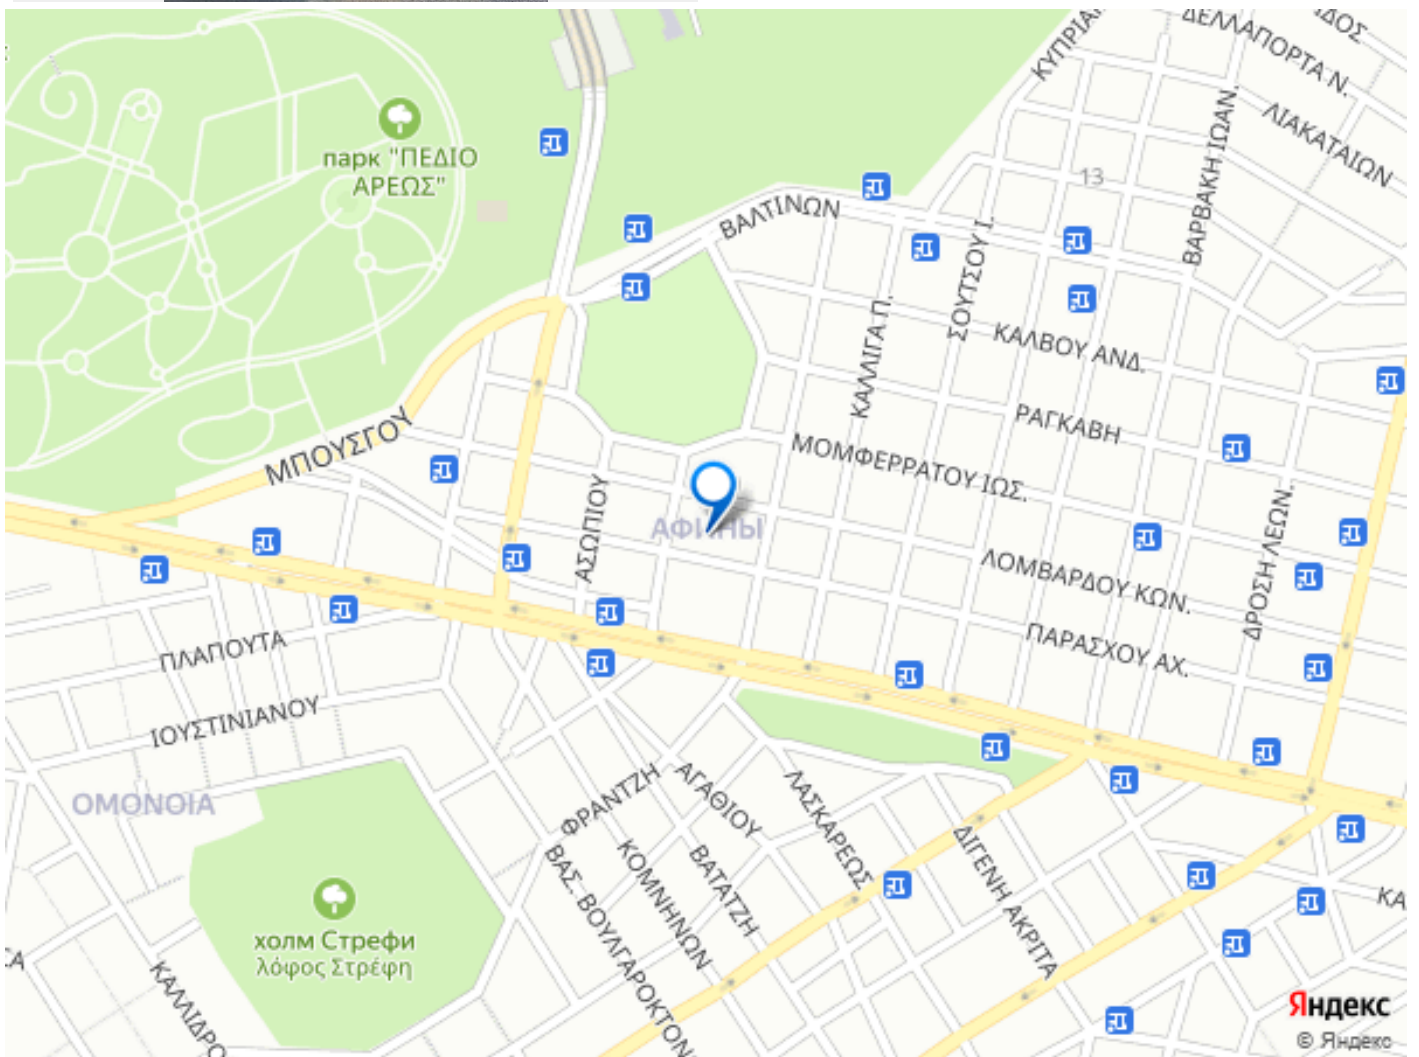 ΔΕΛΛΑΠΟΡΤΑ Ν.
ΛΙΑΚΑΤΑΙΩΝ
ΒΑΡΒΑΚΗ ΙΩΑΝ.
13
парк "ΠΕΔΙΟ
ΑΡΕΩΣ"
ΒΑΛΤΙΝΩΝ
ΣΟΥΤΣΟΥ Ι.
ΚΑΛΛΙΓΑ Π.
ΚΑΛΒΟΥ ΑΝΔ.
ΡΑΓΚΑΒΗ
ΜΠΟΥΣΓΟΥ
ΜΟΜΦΕΡΡΑΤΟΥ ΙΩΣ.
ΑΣΩΠΙΟΥ
ΛΟΜΒΑΡΔΟΥ ΚΩΝ.
ΔΡΟΣΗ ΛΕΩΝ.
ΠΑΡΑΣΧΟΥ ΑΧ.
ΠΛΑΠΟΥΤΑ
ΙΟΥΣΤΙΝΙΑΝΟΥ
ΟΜΟΝΟΙΑ
ΦΡΑΝΤΖΗ
ΑΓΑΘΙΟΥ
ΛΑΣΚΑΡΕΩΣ
ΔΙΓΕΝΗ ΑΚΡΙΤΑ
ΒΑΤΑΤΖΗ
ΚΟΜΝΗΝΩΝ
ΒΑΣ. ΒΟΥΛΓΑΡΟΚΤΟΝ
холм Стрефи
λόφος Στρέφη
ΚΑΛΛΙΔΡΟ
ΚΑ
Яндекс
© Яндекс